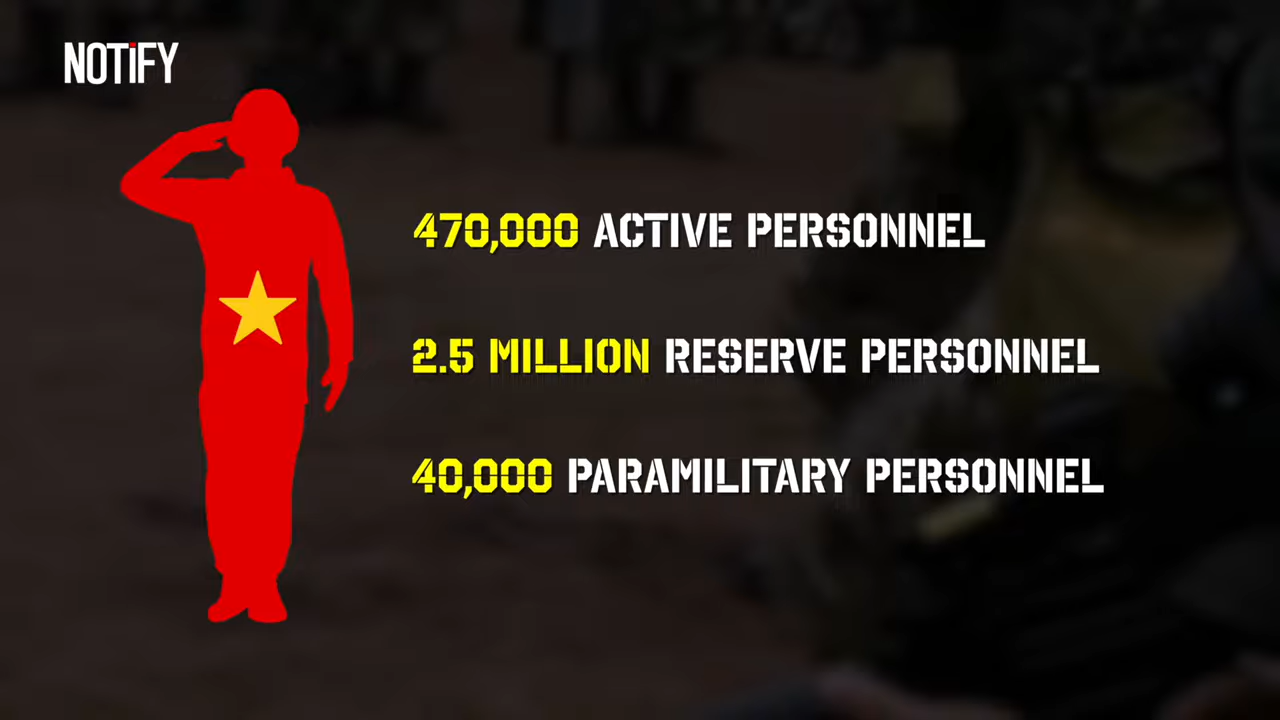 NOTiFY
470,000 ACTIVE PERSONNEL
2.5 MILLION RESERVE PERSONNEL
40,000 PARAMILITARY PERSONNEL